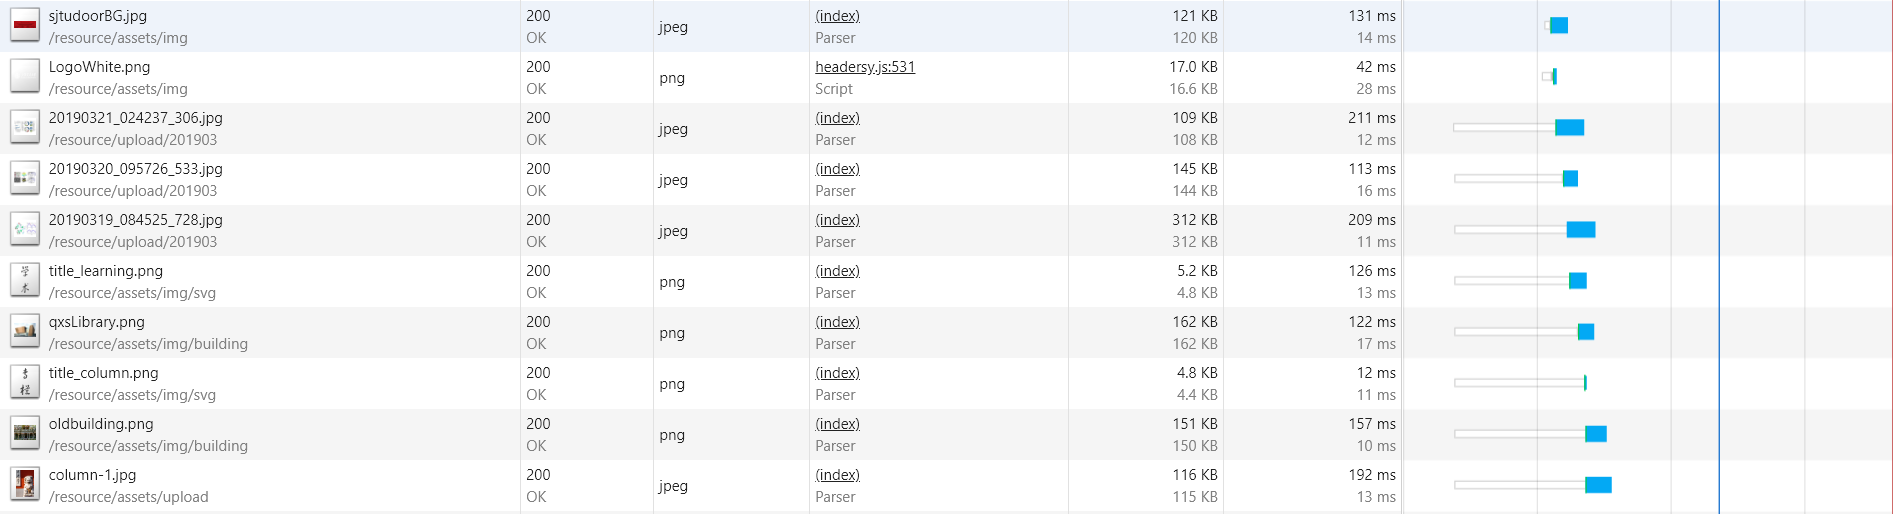 sjtudoorBG.jpg 200 (index) 121 KB 131 ms
/resource/assets/img OK jpeg Parser 120 KB 14 ms
LogoWhite.png 200 headersy.js:531 17.0 KB 42 ms
/resource/assets/img OK png Script 16.6 KB 28 ms
20190321_024237_306.jpg 200 (index) 109 KB 211 ms
/resource/upload/201903 OK jpeg Parser 108 KB 12 ms
20190320_095726_533.jpg 200 (index) 145 KB 113 ms
/resource/upload/201903 OK jpeg Parser 144 KB 16 ms
20190319_084525_728.jpg 200 (index) 312 KB 209 ms
/resource/upload/201903 OK jpeg Parser 312 KB 11 ms
学术 title_learning.png 200 (index) 5.2 KB 126 ms
/resource/assets/img/svg OK png Parser 4.8 KB 13 ms
qxsLibrary.png 200 (index) 162 KB 122 ms
/resource/assets/img/building OK png Parser 162 KB 17 ms
专栏 title_column.png 200 (index) 4.8 KB 12 ms
/resource/assets/img/svg OK png Parser 4.4 KB 11 ms
oldbuilding.png 200 (index) 151 KB 157 ms
/resource/assets/img/building OK png Parser 150 KB 10 ms
column-1.jpg 200 (index) 116 KB 192 ms
/resource/assets/upload OK jpeg Parser 115 KB 13 ms